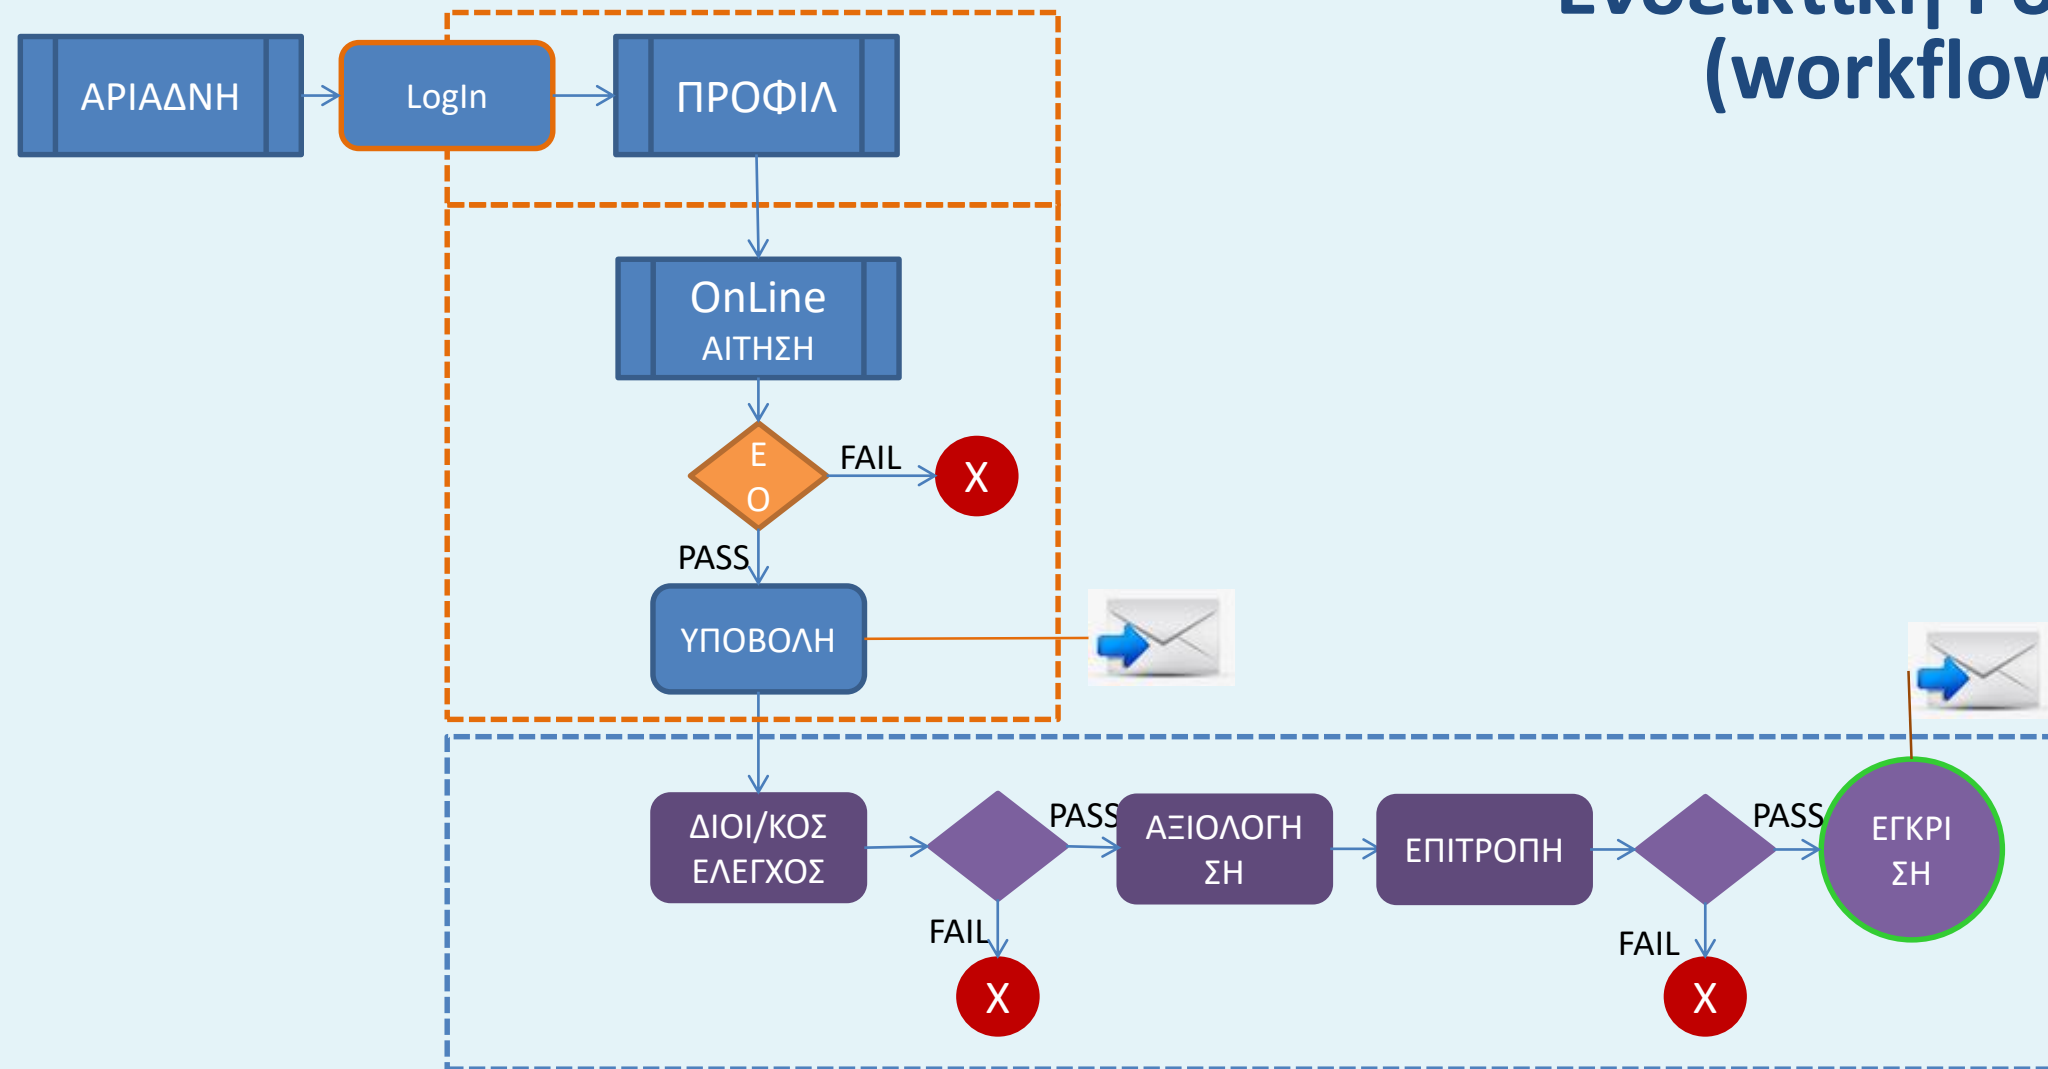 (workflow
ΑΡΙΑΔΝΗ
LogIn
ΠΡΟΦΙΛ
OnLine
ΑΙΤΗΣΗ
Ε
Ο
FAIL
X
PASS
ΥΠΟΒΟΛΗ
ΔΙΟΙ/ΚΟΣ
ΕΛΕΓΧΟΣ
PASS
FAIL
X
ΑΞΙΟΛΟΓΗ
ΣΗ
ΕΠΙΤΡΟΠΗ
PASS
FAIL
X
ΕΓΚΡΙ
ΣΗ